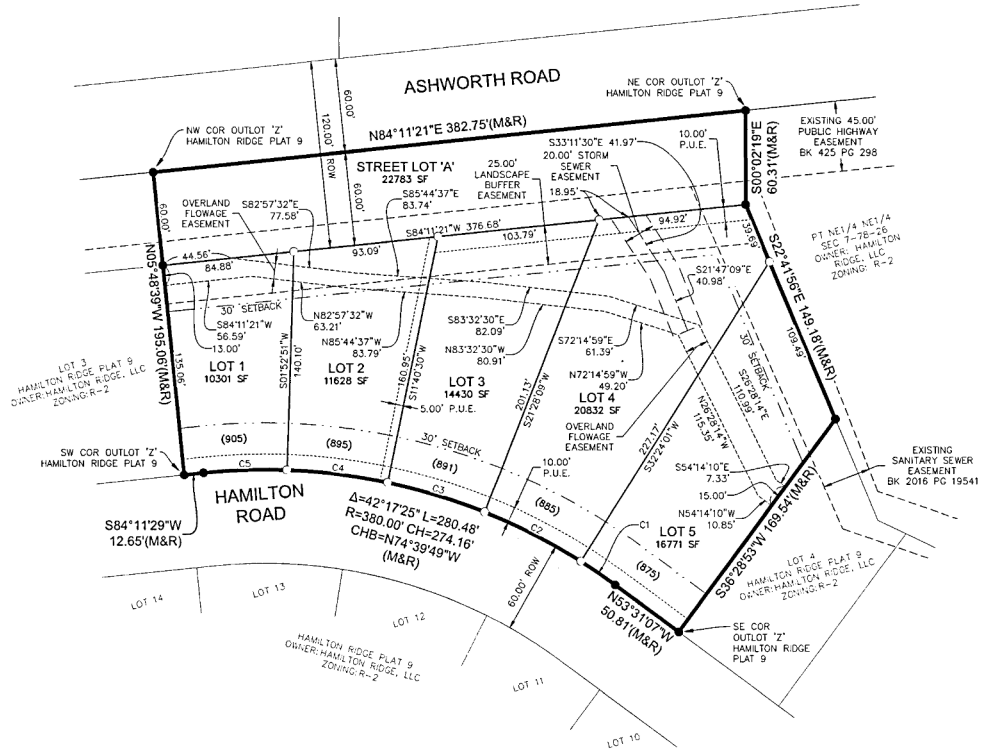 ASHWORTH ROAD
NE COR OUTLOT 'Z'
HAMILTON RIDGE PLAT 9
NW COR OUTLOT 'Z'
HAMILTON RIDGE PLAT 9
N84°11'21"E 382.75'(M&R)
120.00' ROW
60.00'
60.00'
STREET LOT 'A'
22783 SF
S33°11'30"E 41.97'
20.00' STORM
SEWER
EASEMENT
10.00'
P.U.E.
S00°02'19"E
60.31'(M&R)
EXISTING 45.00'
PUBLIC HIGHWAY
EASEMENT
BK 425 PG 298
25.00'
LANDSCAPE
BUFFER
EASEMENT
18.95'
OVERLAND
FLOWAGE
EASEMENT
S82°57'32"E
77.58'
S85°44'37"E
83.74'
60.00'
44.56'
84.88'
93.09'
S84°11'21"W 376.68'
103.79'
94.92'
39.69'
S22°41'56"E 149.18'(M&R)
109.49'
PT NE1/4 NE1/4
SEC 7-78-26
OWNER: HAMILTON
RIDGE, LLC
ZONING: R-2
N05°48'39"W 195.06'(M&R)
135.06'
30' SETBACK
S84°11'21"W
56.59'
13.00'
N82°57'32"W
63.21'
N85°44'37"W
83.79'
S83°32'30"E
82.09'
N83°32'30"W
80.91'
S21°47'09"E
40.98'
S72°14'59"E
61.39'
N72°14'59"W
49.20'
30' SETBACK
S26°28'14"E
110.99'
N26°28'14"W
115.35'
LOT 3
HAMILTON RIDGE PLAT 9
OWNER: HAMILTON RIDGE, LLC
ZONING: R-2
LOT 1
10301 SF
S01°52'51"W
140.10'
LOT 2
11628 SF
160.95'
S11°40'30"W
5.00' P.U.E.
LOT 3
14430 SF
201.13'
S21°28'09"W
LOT 4
20832 SF
OVERLAND
FLOWAGE
EASEMENT
227.17'
S32°24'01"W
S54°14'10"E
7.33'
15.00'
N54°14'10"W
10.85'
LOT 5
16771 SF
(905)
(895)
30' SETBACK
(891)
(885)
(875)
10.00'
P.U.E.
C5
C4
C3
C2
C1
SW COR OUTLOT 'Z'
HAMILTON RIDGE PLAT 9
HAMILTON
ROAD
S84°11'29"W
12.65'(M&R)
Δ=42°17'25" L=280.48'
R=380.00' CH=274.16'
CHB=N74°39'49"W
(M&R)
60.00' ROW
N53°31'07"W
50.81'(M&R)
S36°28'53"W 169.54'(M&R)
EXISTING
SANITARY SEWER
EASEMENT
BK 2016 PG 19541
LOT 4
HAMILTON RIDGE PLAT 9
OWNER: HAMILTON RIDGE, LLC
ZONING: R-2
SE COR
OUTLOT 'Z'
HAMILTON RIDGE
PLAT 9
LOT 14
LOT 13
LOT 12
HAMILTON RIDGE PLAT 9
OWNER: HAMILTON RIDGE, LLC
ZONING: R-2
LOT 11
LOT 10